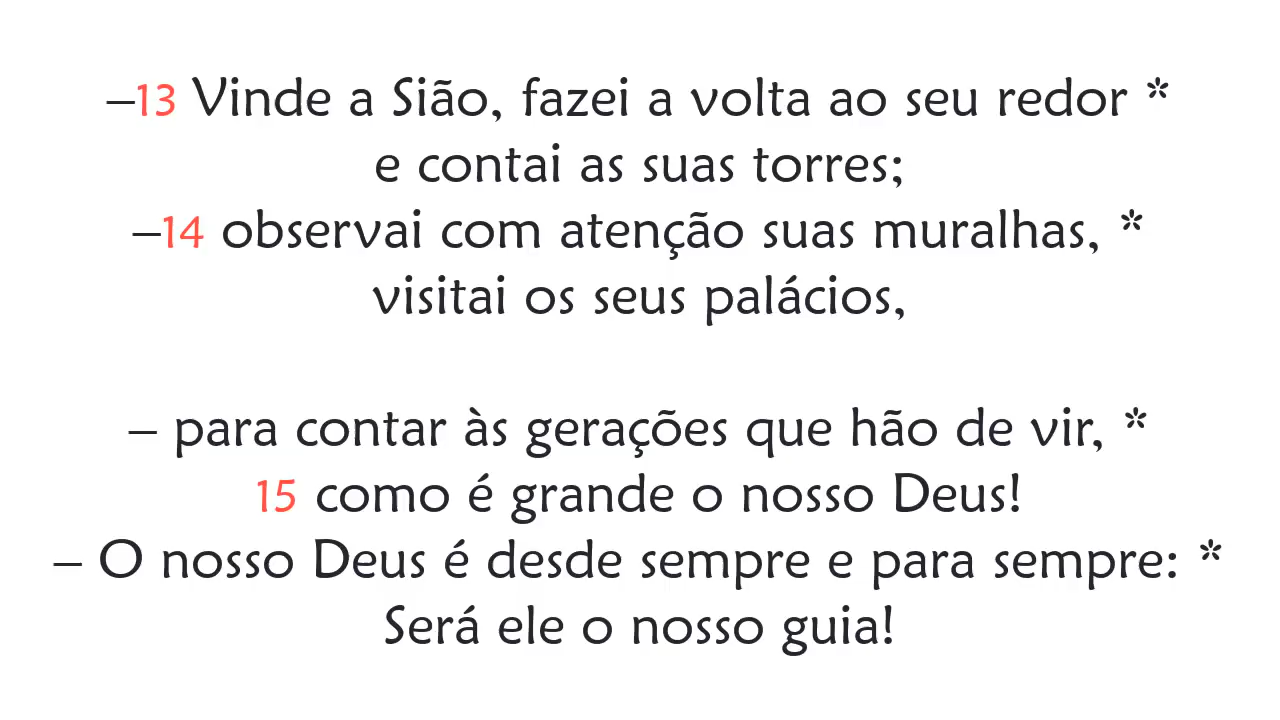 –13 Vinde a Sião, fazei a volta ao seu redor *
e contai as suas torres;
–14 observai com atenção suas muralhas, *
visitai os seus palácios,
– para contar às gerações que hão de vir, *
15 como é grande o nosso Deus!
– O nosso Deus é desde sempre e para sempre: *
Será ele o nosso guia!